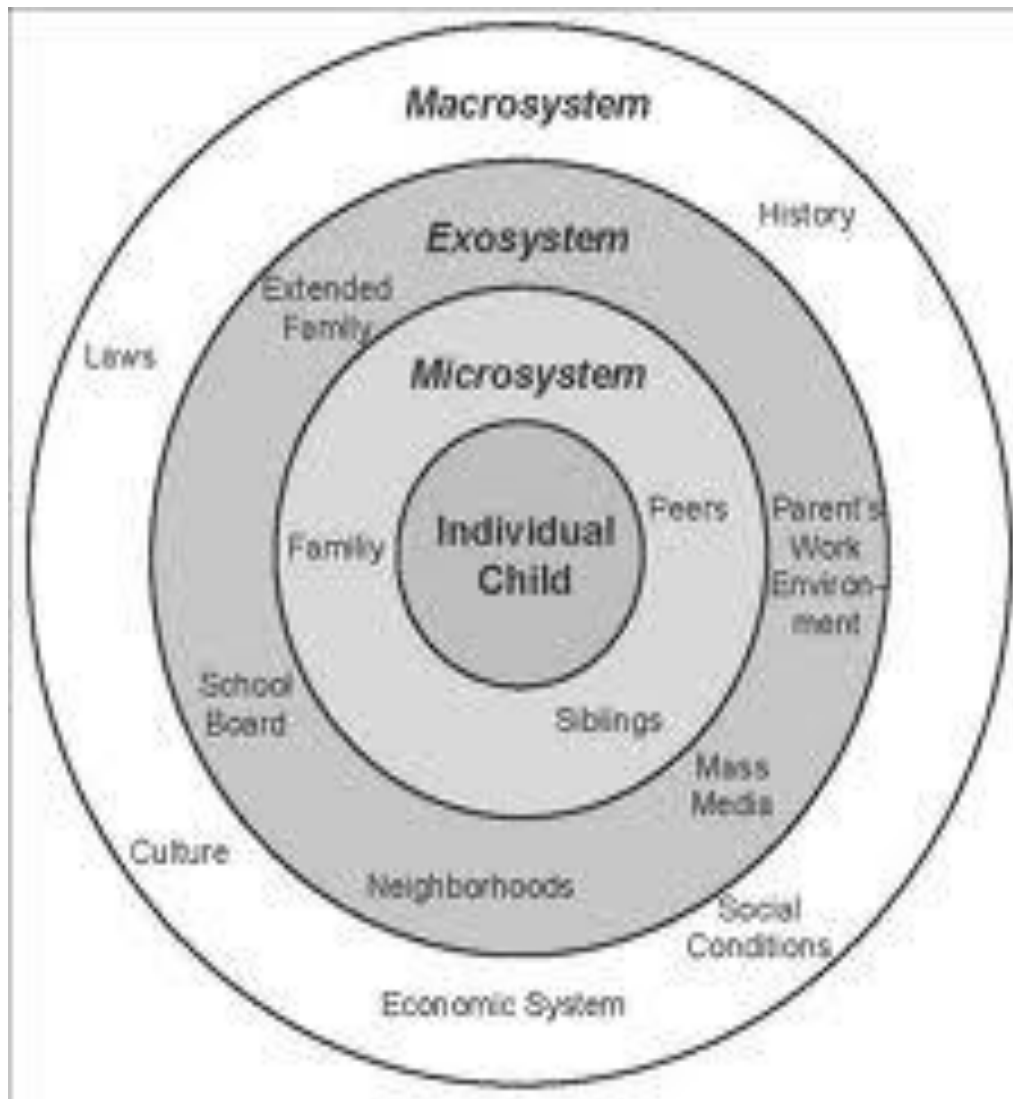 Macrosystem
History
Exosystem
Extended
Family
Laws
Microsystem
Peers
Individual
Child
Family
Parent's
Work
Environ-
ment
School
Board
Siblings
Mass
Media
Culture
Neighborhoods
Social
Conditions
Economic System